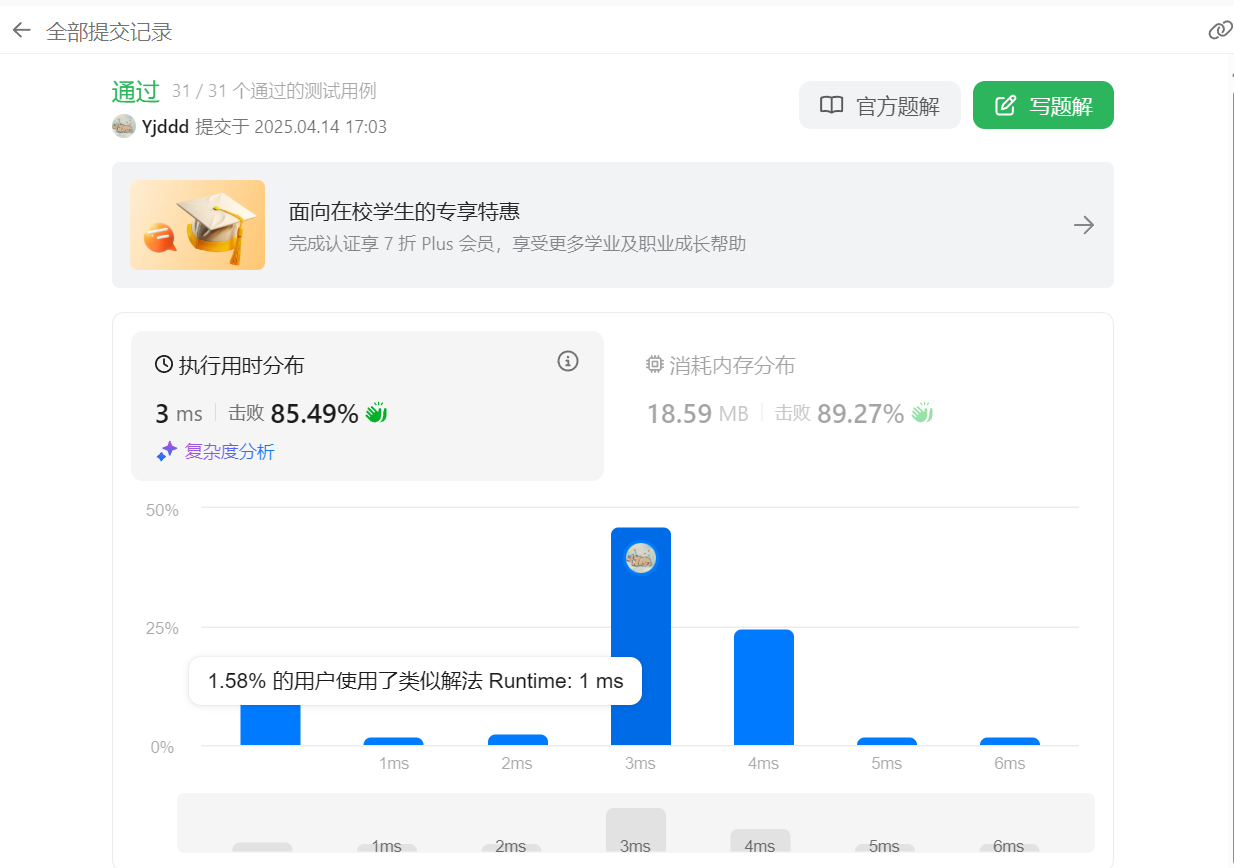 全部提交记录
通过 31 / 31 个通过的测试用例
Yjddd 提交于 2025.04.14 17:03
官方题解
写题解
面向在校学生的专享特惠
完成认证享 7 折 Plus 会员，享受更多学业及职业成长帮助
执行用时分布
3 ms 击败 85.49%
复杂度分析
消耗内存分布
18.59 MB 击败 89.27%
50%
25%
1.58% 的用户使用了类似解法 Runtime: 1 ms
0%
1ms 2ms 3ms 4ms 5ms 6ms
1ms 2ms 3ms 4ms 5ms 6ms